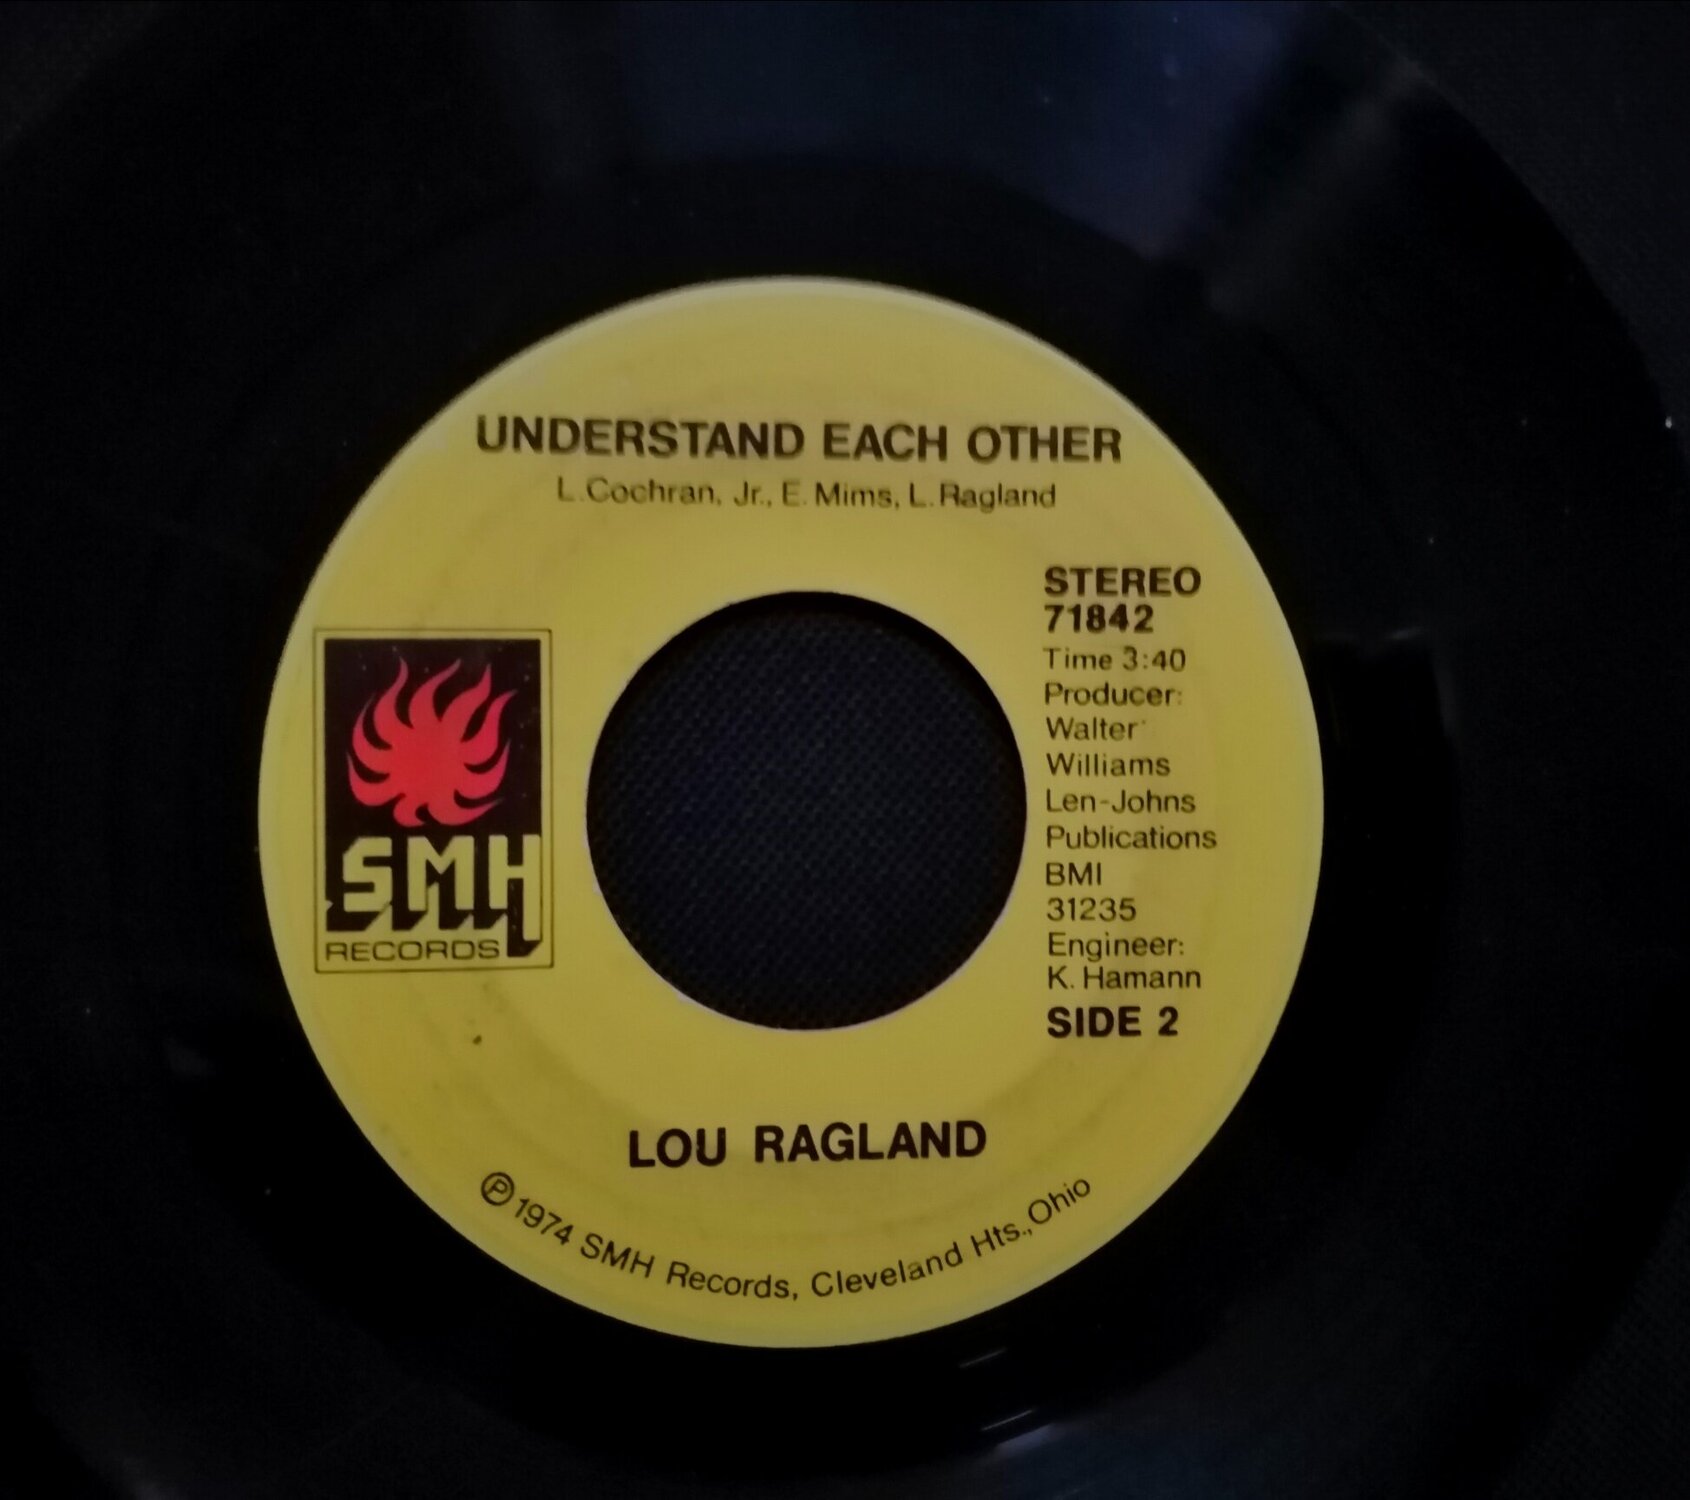 UNDERSTAND EACH OTHER
L. Cochran, Jr., E. Mims, L. Ragland
STEREO
71842
Time 3:40
Producer:
Walter
Williams
Len-Johns
Publications
BMI
31235
Engineer:
K. Hamann
SIDE 2
SMH
RECORDS
LOU RAGLAND
Ⓟ 1974 SMH Records, Cleveland Hts., Ohio